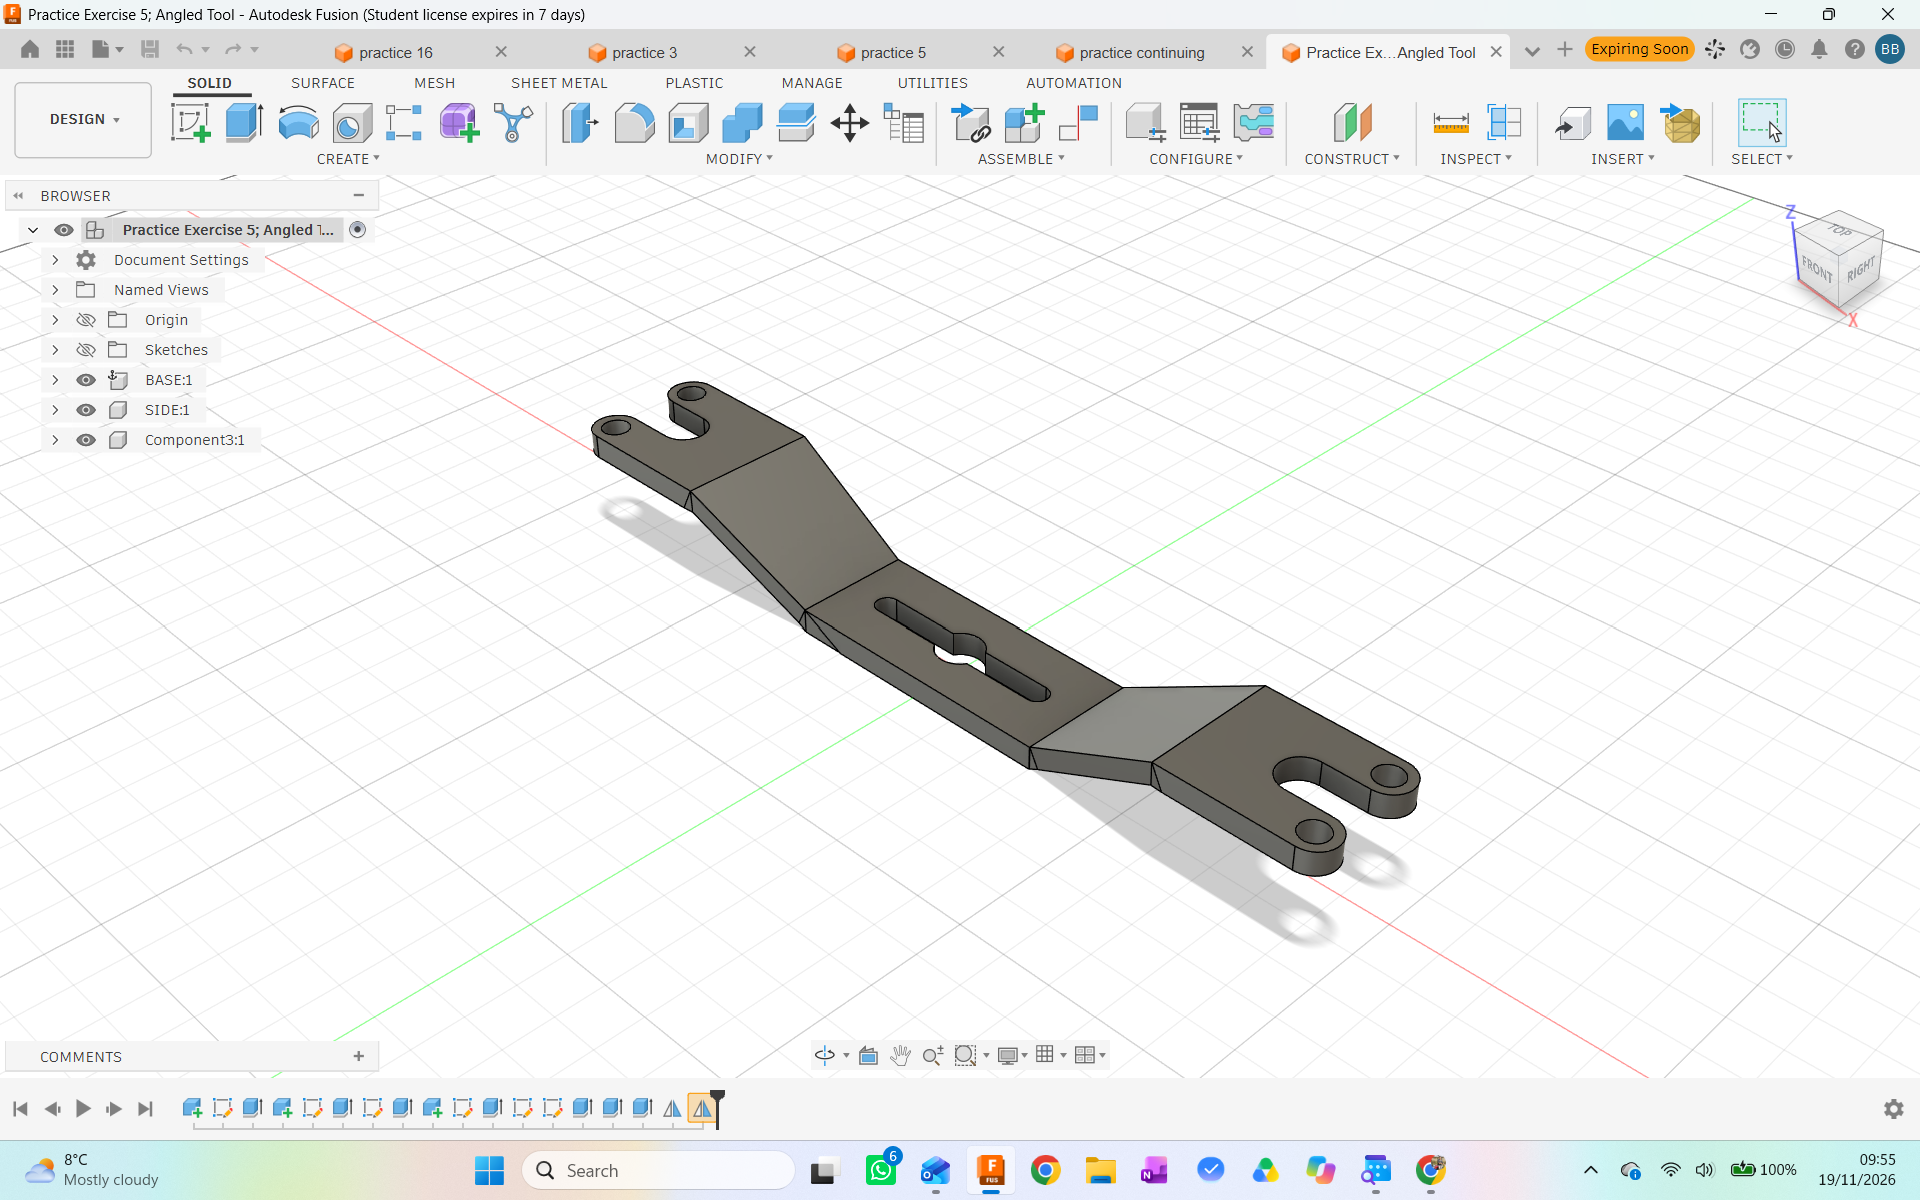 Practice Exercise 5; Angled Tool - Autodesk Fusion (Student license expires in 7 days)
practice 16
practice 3
practice 5
practice continuing
Practice Ex...Angled Tool
Expiring Soon
BB
SOLID
SURFACE
MESH
SHEET METAL
PLASTIC
MANAGE
UTILITIES
AUTOMATION
DESIGN
CREATE
MODIFY
ASSEMBLE
CONFIGURE
CONSTRUCT
INSPECT
INSERT
SELECT
BROWSER
Practice Exercise 5; Angled T...
Document Settings
Named Views
Origin
Sketches
BASE:1
SIDE:1
Component3:1
Z
TOP
FRONT
RIGHT
X
COMMENTS
8°C
Mostly cloudy
Search
6
F
FUS
100%
09:55
19/11/2026